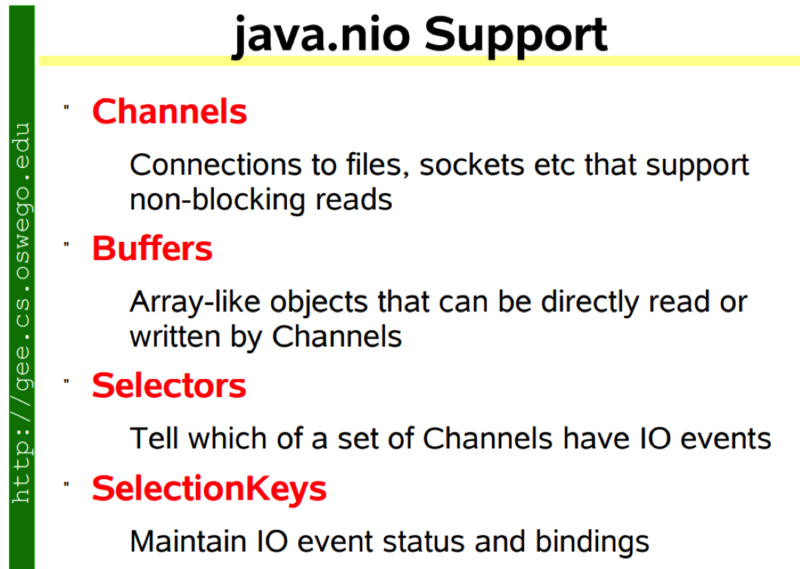 java.nio Support
" Channels
Connections to files, sockets etc that support
non-blocking reads
" Buffers
Array-like objects that can be directly read or
written by Channels
" Selectors
Tell which of a set of Channels have IO events
" SelectionKeys
Maintain IO event status and bindings
http://gee.cs.oswego.edu